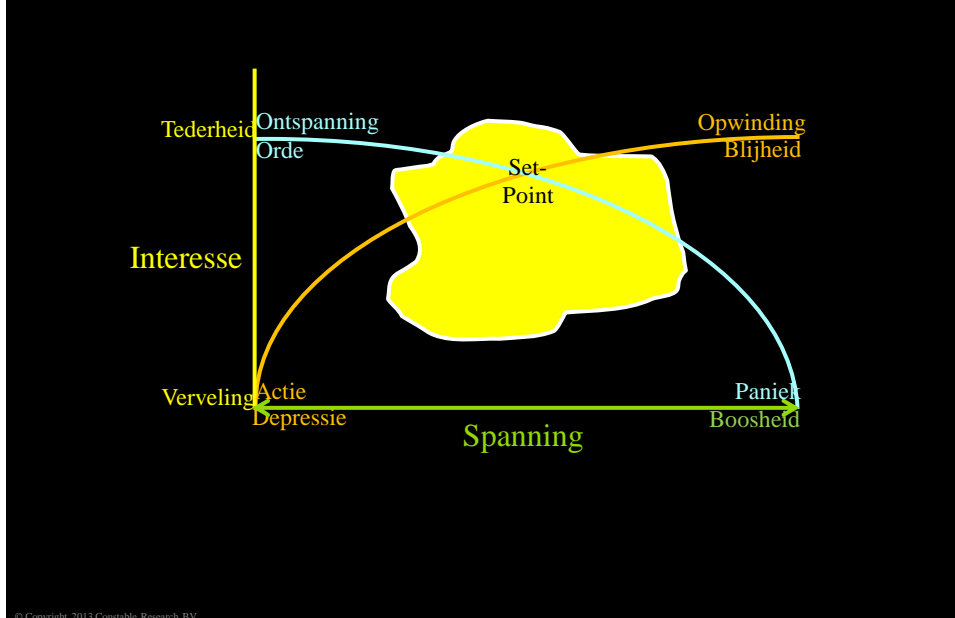 Ontspanning
Tederheid
Orde
Opwinding
Blijheid
Set-
Point
Interesse
Verveling
Actie
Depressie
Paniek
Boosheid
Spanning
© Copyright 2013 Constable Research BV